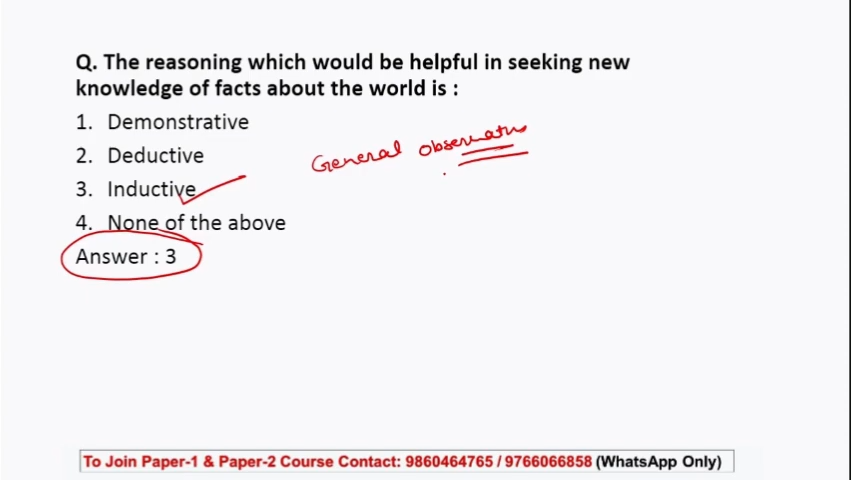 Q. The reasoning which would be helpful in seeking new
knowledge of facts about the world is :
1. Demonstrative
2. Deductive
General
3. Inductive
4. None of the above
Answer : 3
To Join Paper-1 & Paper-2 Course Contact: 9860464765 / 9766066858 (WhatsApp Only)